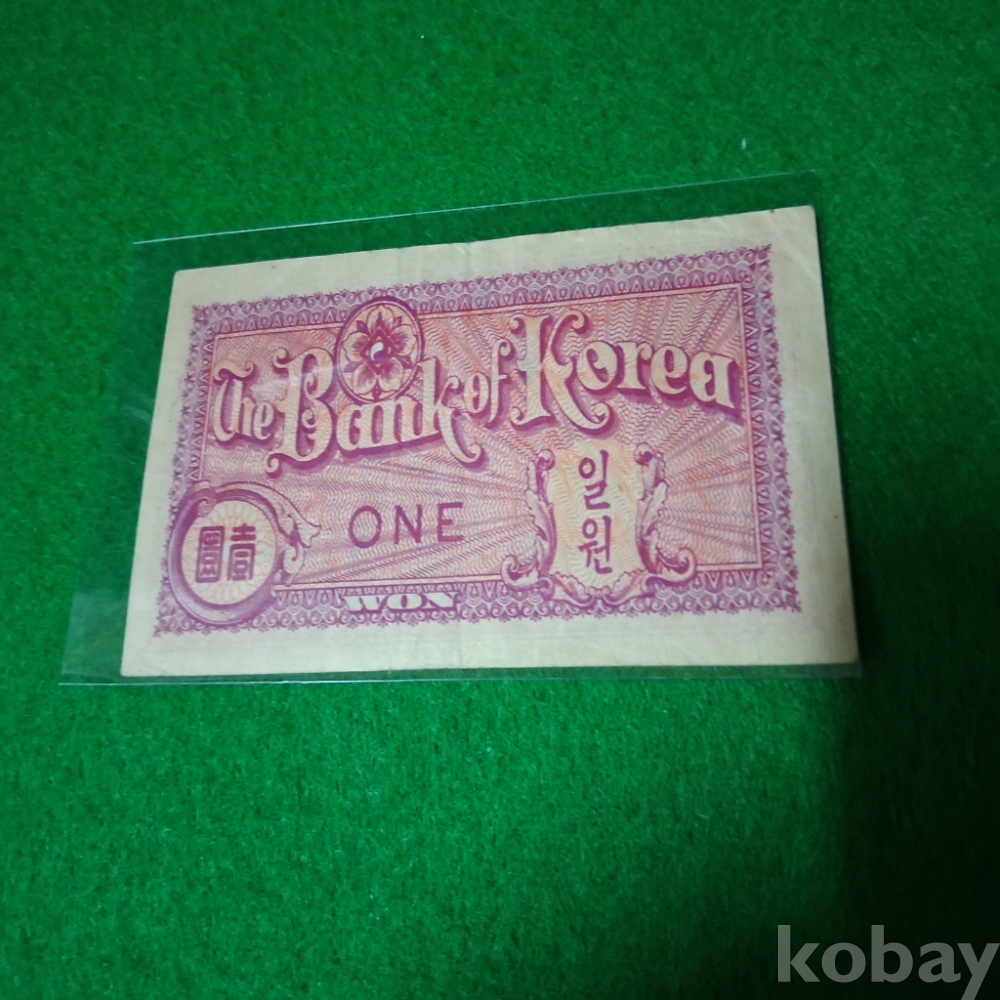 The Bank of Korea
ONE
WON
일원
圓壹
kobay